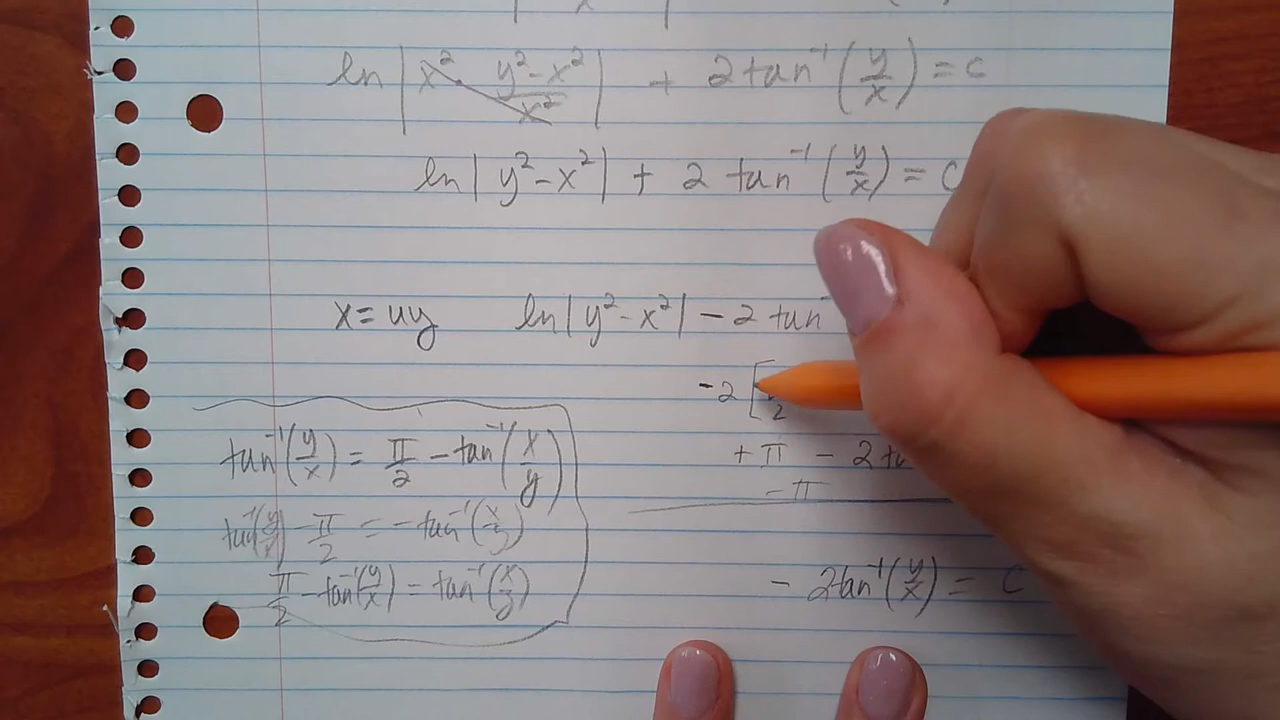 ln | x² (y²-x²)/x² | + 2 tan⁻¹(y/x) = c
ln | y²-x² | + 2 tan⁻¹(y/x) = C
x = uy ln | y²-x² | - 2 tan⁻
-2 [
2
tan⁻¹(y/x) = π/2 - tan⁻¹(x/y)
+ π - 2
- π
tan⁻¹(y/x) - π/2 = - tan⁻¹(x/y)
π/2 - tan⁻¹(y/x) = tan⁻¹(x/y)
- 2tan⁻¹(y/x) = C